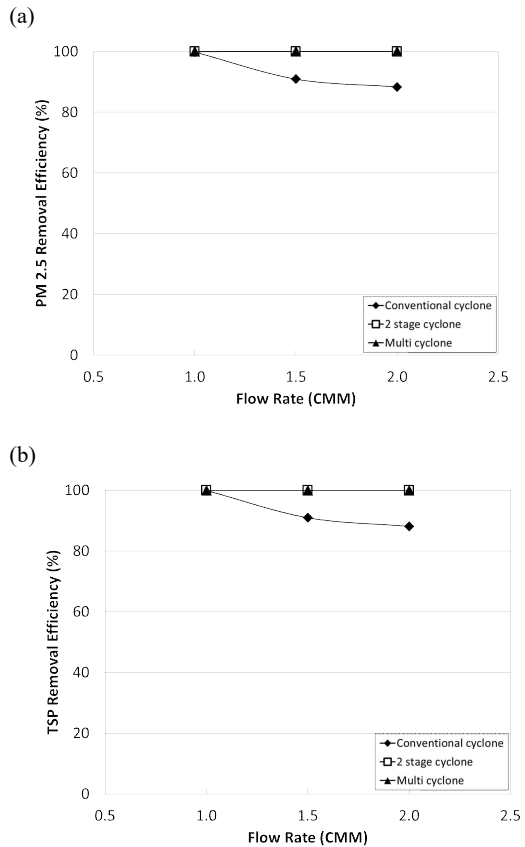 (a)
PM 2.5 Removal Efficiency (%)
100
80
60
40
20
0
Conventional cyclone
2 stage cyclone
Multi cyclone
0.5 1.0 1.5 2.0 2.5
Flow Rate (CMM)
(b)
TSP Removal Efficiency (%)
100
80
60
40
20
0
Conventional cyclone
2 stage cyclone
Multi cyclone
0.5 1.0 1.5 2.0 2.5
Flow Rate (CMM)